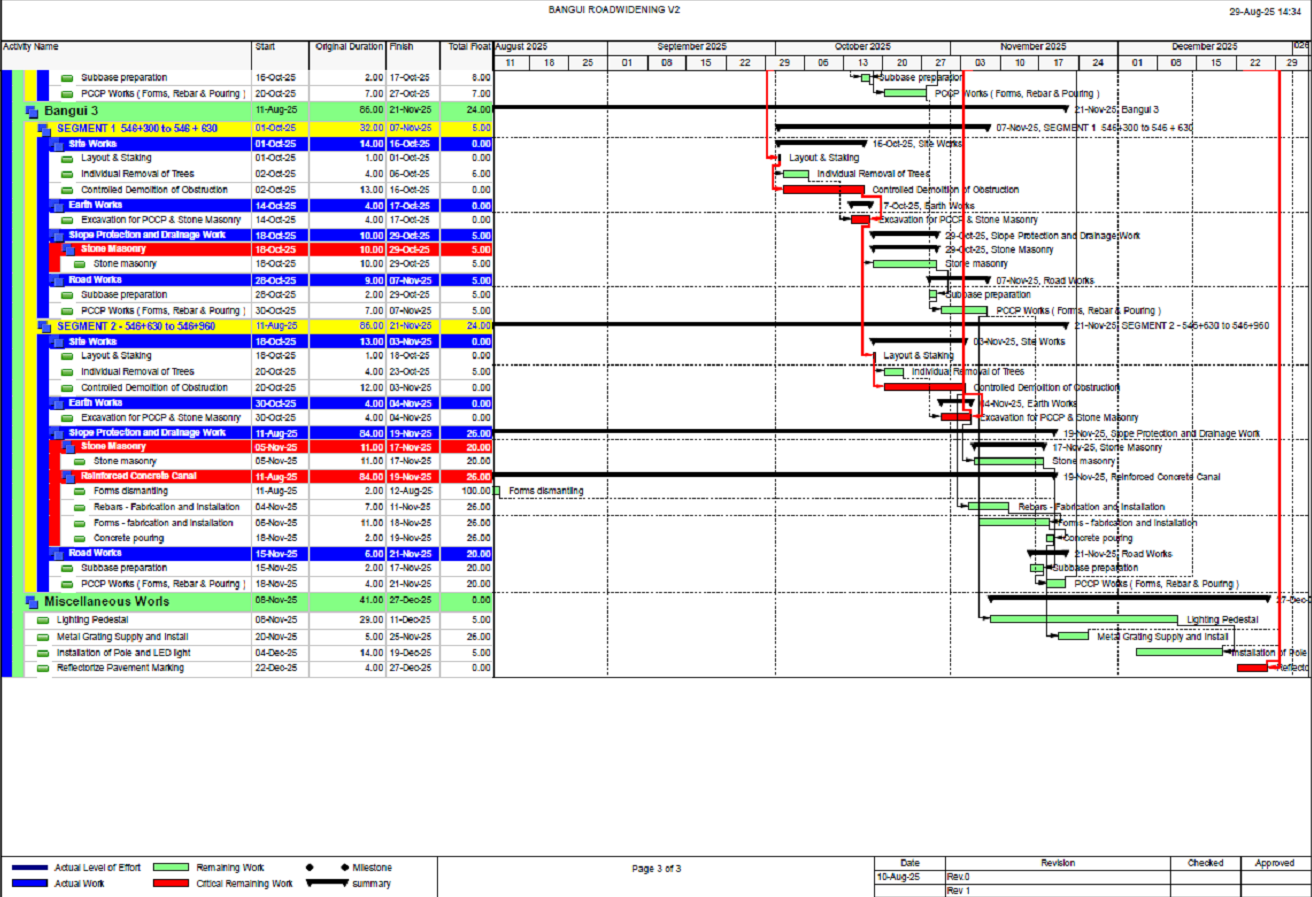 BANGUI ROADWIDENING V2
29-Aug-25 14:34
Activity Name Start Original Duration Finish Total Float August 2025 September 2025 October 2025 November 2025 December 2025 026
11 18 25 01 08 15 22 29 06 13 20 27 03 10 17 24 01 08 15 22 29
Subbase preparation 16-Oct-25 2.00 17-Oct-25 8.00 Subbase preparation
PCCP Works ( Forms, Rebar & Pouring ) 20-Oct-25 7.00 27-Oct-25 7.00 PCCP Works ( Forms, Rebar & Pouring )
Bangui 3 11-Aug-25 86.00 21-Nov-25 24.00 21-Nov-25, Bangui 3
SEGMENT 1 546+300 to 546 + 630 01-Oct-25 32.00 07-Nov-25 5.00 07-Nov-25, SEGMENT 1 546+300 to 546 + 630
Site Works 01-Oct-25 14.00 16-Oct-25 0.00 16-Oct-25, Site Works
Layout & Staking 01-Oct-25 1.00 01-Oct-25 0.00 Layout & Staking
Individual Removal of Trees 02-Oct-25 4.00 06-Oct-25 6.00 Individual Removal of Trees
Controlled Demolition of Obstruction 02-Oct-25 13.00 16-Oct-25 0.00 Controlled Demolition of Obstruction
Earth Works 14-Oct-25 4.00 17-Oct-25 0.00 7-Oct-25, Earth Works
Excavation for PCCP & Stone Masonry 14-Oct-25 4.00 17-Oct-25 0.00 Excavation for PCCP & Stone Masonry
Slope Protection and Drainage Work 18-Oct-25 10.00 29-Oct-25 5.00 29-Oct-25, Slope Protection and Drainage Work
Stone Masonry 18-Oct-25 10.00 29-Oct-25 5.00 29-Oct-25, Stone Masonry
Stone masonry 18-Oct-25 10.00 29-Oct-25 5.00 Stone masonry
Road Works 28-Oct-25 9.00 07-Nov-25 5.00 07-Nov-25, Road Works
Subbase preparation 28-Oct-25 2.00 29-Oct-25 5.00 Subbase preparation
PCCP Works ( Forms, Rebar & Pouring ) 30-Oct-25 7.00 07-Nov-25 5.00 PCCP Works ( Forms, Rebar & Pouring )
SEGMENT 2 - 546+630 to 546+960 11-Aug-25 86.00 21-Nov-25 24.00 21-Nov-25, SEGMENT 2 - 546+630 to 546+960
Site Works 18-Oct-25 13.00 03-Nov-25 0.00 03-Nov-25, Site Works
Layout & Staking 18-Oct-25 1.00 18-Oct-25 0.00 Layout & Staking
Individual Removal of Trees 20-Oct-25 4.00 23-Oct-25 5.00 Individual Removal of Trees
Controlled Demolition of Obstruction 20-Oct-25 12.00 03-Nov-25 0.00 Controlled Demolition of Obstruction
Earth Works 30-Oct-25 4.00 04-Nov-25 0.00 04-Nov-25, Earth Works
Excavation for PCCP & Stone Masonry 30-Oct-25 4.00 04-Nov-25 0.00 Excavation for PCCP & Stone Masonry
Slope Protection and Drainage Work 11-Aug-25 84.00 19-Nov-25 26.00 19-Nov-25, Slope Protection and Drainage Work
Stone Masonry 05-Nov-25 11.00 17-Nov-25 20.00 17-Nov-25, Stone Masonry
Stone masonry 05-Nov-25 11.00 17-Nov-25 20.00 Stone masonry
Reinforced Concrete Canal 11-Aug-25 84.00 19-Nov-25 26.00 19-Nov-25, Reinforced Concrete Canal
Forms dismantling 11-Aug-25 2.00 12-Aug-25 100.00 Forms dismantling
Rebars - Fabrication and Installation 04-Nov-25 7.00 11-Nov-25 26.00 Rebars - Fabrication and Installation
Forms - fabrication and Installation 06-Nov-25 11.00 18-Nov-25 26.00 Forms - fabrication and Installation
Concrete pouring 18-Nov-25 2.00 19-Nov-25 26.00 Concrete pouring
Road Works 15-Nov-25 6.00 21-Nov-25 20.00 21-Nov-25, Road Works
Subbase preparation 15-Nov-25 2.00 17-Nov-25 20.00 Subbase preparation
PCCP Works ( Forms, Rebar & Pouring ) 18-Nov-25 4.00 21-Nov-25 20.00 PCCP Works ( Forms, Rebar & Pouring )
Miscellaneous Worls 08-Nov-25 41.00 27-Dec-25 0.00 27-Dec-2
Lighting Pedestal 08-Nov-25 29.00 11-Dec-25 5.00 Lighting Pedestal
Metal Grating Supply and Install 20-Nov-25 5.00 25-Nov-25 26.00 Metal Grating Supply and Install
Installation of Pole and LED light 04-Dec-25 14.00 19-Dec-25 5.00 Installation of Pole
Reflectorize Pavement Marking 22-Dec-25 4.00 27-Dec-25 0.00 Reflecto
Actual Level of Effort Remaining Work Milestone
Actual Work Critical Remaining Work summary
Page 3 of 3
Date Revision Checked Approved
10-Aug-25 Rev.0
Rev 1